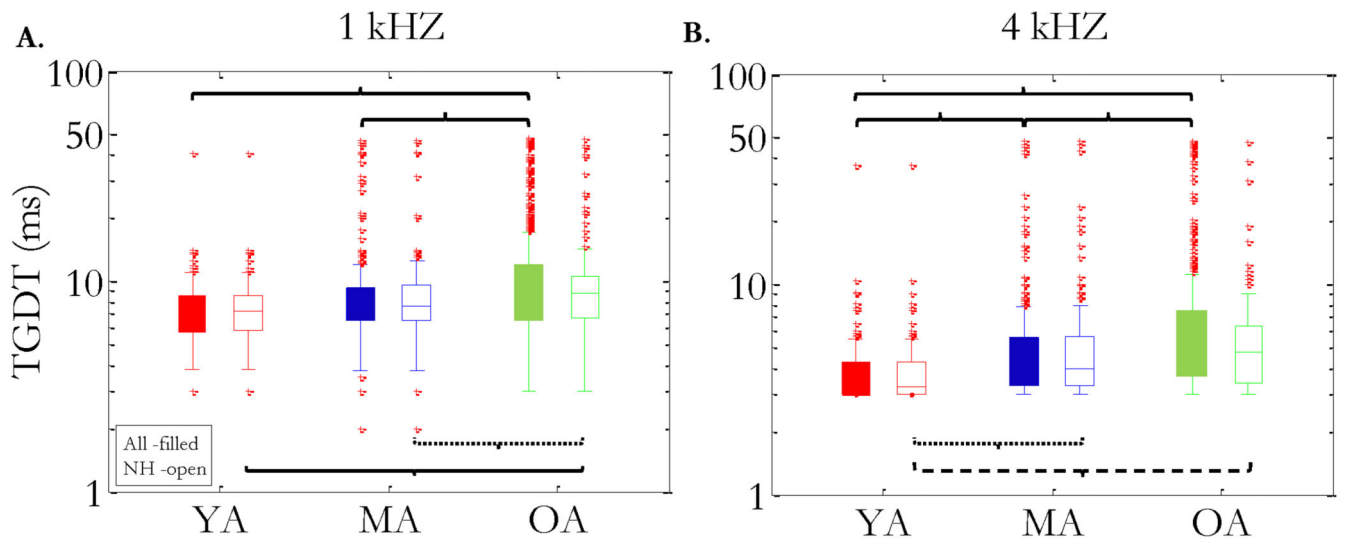 A.
1 kHZ
TGDT (ms)
100
50
10
1
All -filled
NH -open
YA MA OA
B.
4 kHZ
100
50
10
1
YA MA OA